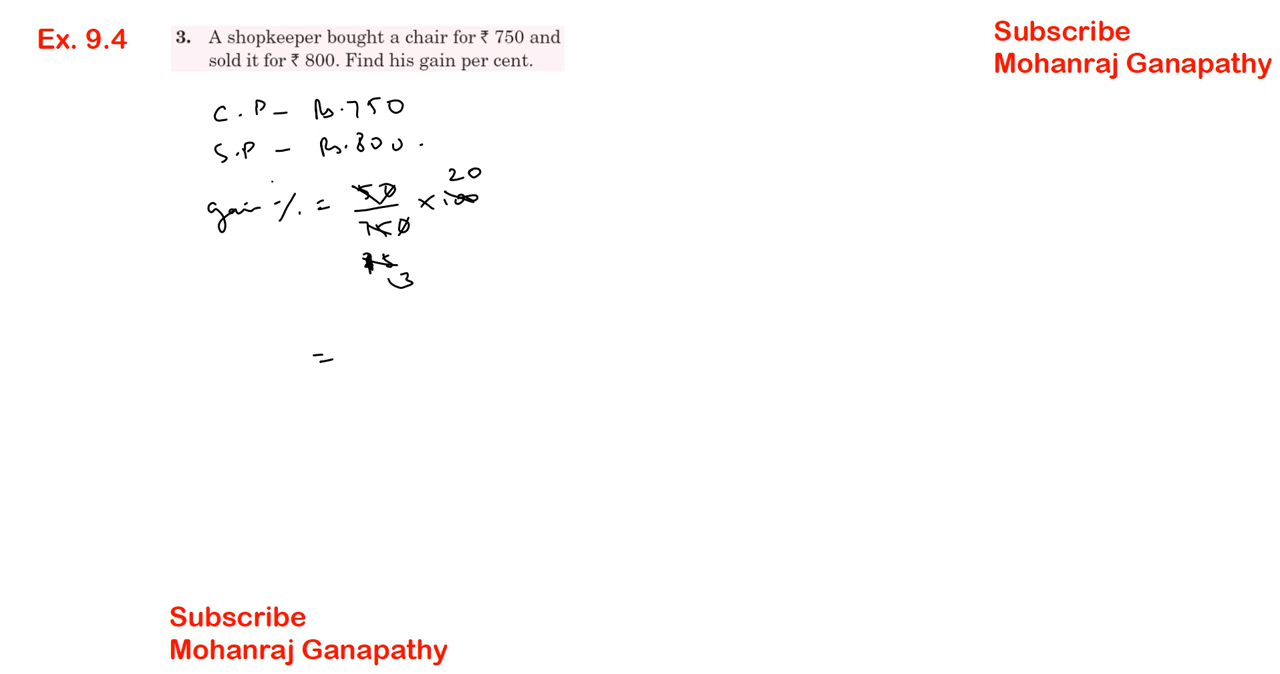 Ex. 9.4
3. A shopkeeper bought a chair for ₹ 750 and
sold it for ₹ 800. Find his gain per cent.
Subscribe
Mohanraj Ganapathy
C.P – Rs.750
S.P – Rs.800.
20
gain % = 50/750 × 100
15
3
=
Subscribe
Mohanraj Ganapathy